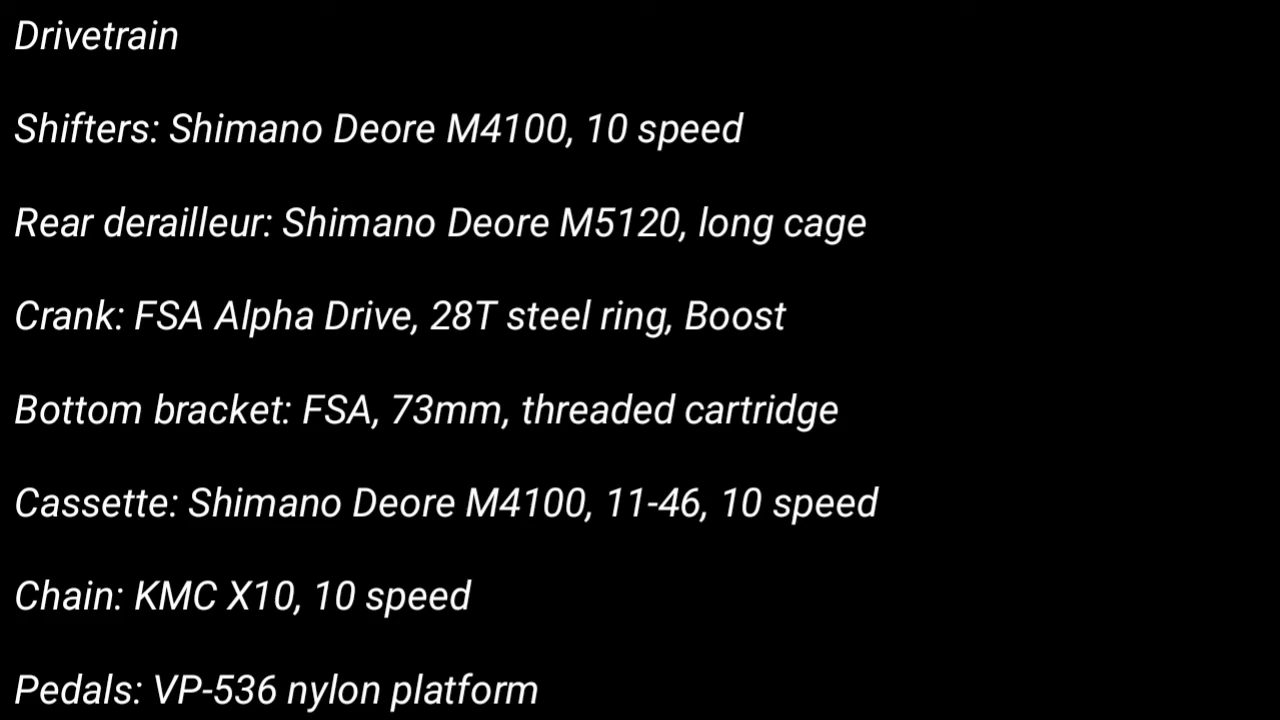 Drivetrain
Shifters: Shimano Deore M4100, 10 speed
Rear derailleur: Shimano Deore M5120, long cage
Crank: FSA Alpha Drive, 28T steel ring, Boost
Bottom bracket: FSA, 73mm, threaded cartridge
Cassette: Shimano Deore M4100, 11-46, 10 speed
Chain: KMC X10, 10 speed
Pedals: VP-536 nylon platform